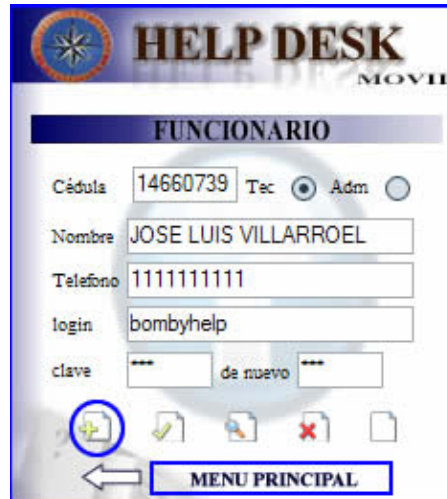 HELP DESK
MOVIL
FUNCIONARIO
Cédula 14660739 Tec Adm
Nombre JOSE LUIS VILLARROEL
Telefono 1111111111
login bombyhelp
clave *** de nuevo ***
MENU PRINCIPAL